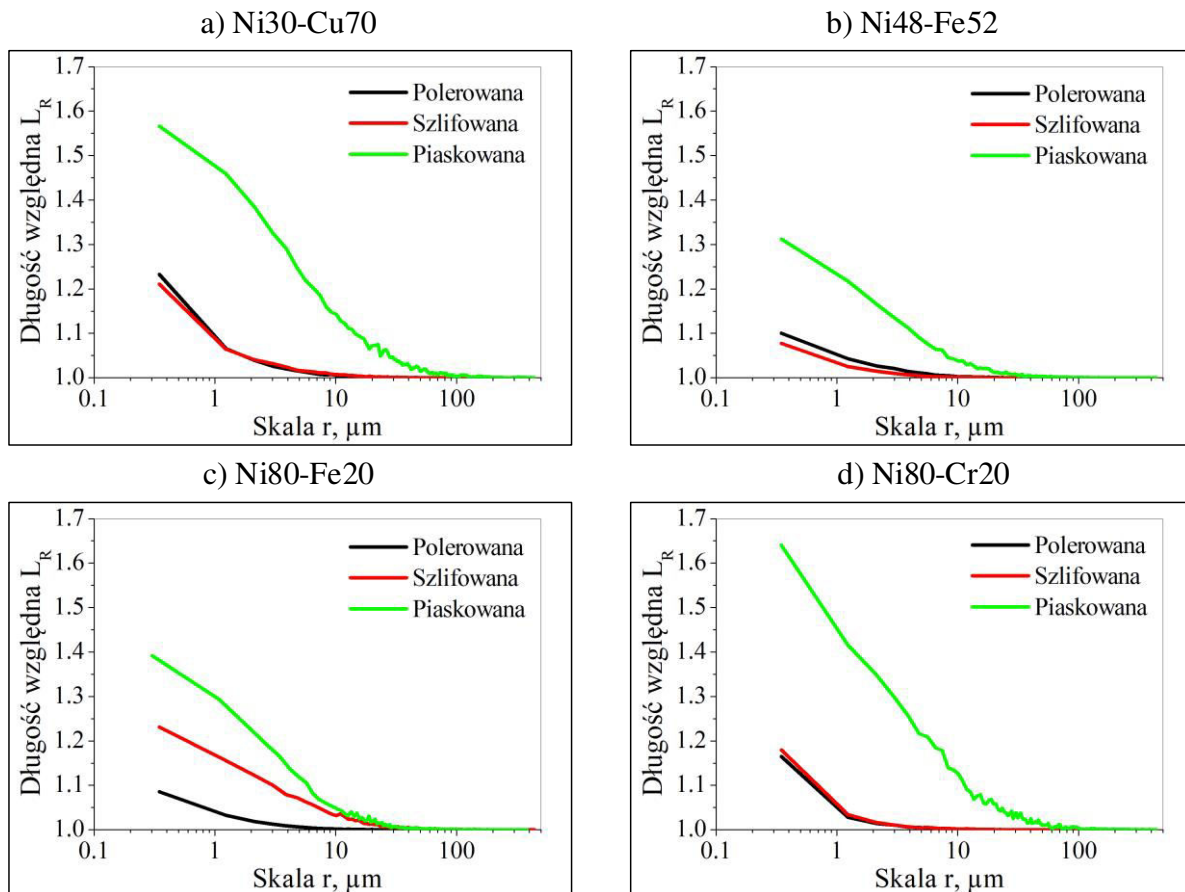 a) Ni30-Cu70
1.7
1.6
1.5
1.4
1.3
1.2
1.1
1.0
Długość względna L_R
Polerowana
Szlifowana
Piaskowana
0.1 1 10 100
Skala r, µm
b) Ni48-Fe52
1.7
1.6
1.5
1.4
1.3
1.2
1.1
1.0
Długość względna L_R
Polerowana
Szlifowana
Piaskowana
0.1 1 10 100
Skala r, µm
c) Ni80-Fe20
1.7
1.6
1.5
1.4
1.3
1.2
1.1
1.0
Długość względna L_R
Polerowana
Szlifowana
Piaskowana
0.1 1 10 100
Skala r, µm
d) Ni80-Cr20
1.7
1.6
1.5
1.4
1.3
1.2
1.1
1.0
Długość względna L_R
Polerowana
Szlifowana
Piaskowana
0.1 1 10 100
Skala r, µm